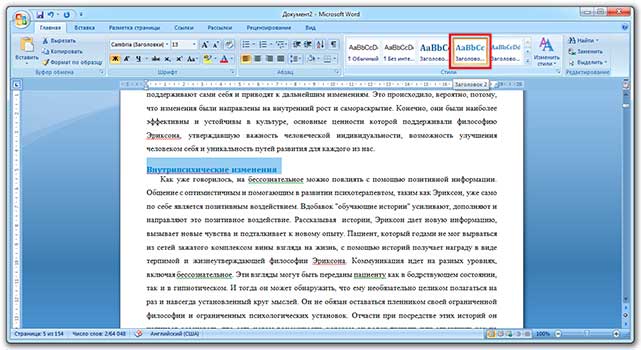 Документ2 - Microsoft Word
Главная Вставка Разметка страницы Ссылки Рассылки Рецензирование Вид
Вставить
Вырезать
Копировать
Формат по образцу
Буфер обмена
Cambria (Заголовки) 13
Шрифт
Абзац
AaBbCcDc AaBbCcDc AaBbCc AaBbCc AaBbCcDc
¶ Обычный ¶ Без инте... Заголово... Заголово... Заголово...
Изменить стили
Стили
Найти
Заменить
Выделить
Редактирование
Заголовок 2
поддерживают сами себя и приводят к дальнейшим изменениям. Это происходило, вероятно, потому,
что изменения были направлены на внутренний рост и самораскрытие. Конечно, они были наиболее
эффективны и устойчивы в культуре, основные ценности которой поддерживали философию
Эриксона, утверждавшую важность человеческой индивидуальности, возможность улучшения
человеком себя и уникальность путей развития для каждого из нас.
Внутрипсихические изменения
Как уже говорилось, на бессознательное можно повлиять с помощью позитивной информации.
Общение с оптимистичным и помогающим в развитии психотерапевтом, таким как Эриксон, уже само
по себе является позитивным воздействием. Вдобавок "обучающие истории" усиливают, дополняют и
направляют это позитивное воздействие. Рассказывая истории, Эриксон дает новую информацию,
вызывает новые чувства и подталкивает к новому опыту. Пациент, который годами не мог вырваться
из сетей зажатого комплексом вины взгляда на жизнь, с помощью историй получает награду в виде
терпимой и жизнеутверждающей философии Эриксона. Коммуникация идет на разных уровнях,
включая бессознательное. Эти взгляды могут быть переданы пациенту как в бодрствующем состоянии,
так и в гипнотическом. И тогда он может обнаружить, что ему необязательно целиком полагаться на
раз и навсегда установленный круг мыслей. Он не обязан оставаться пленником своей ограниченной
философии и ограниченных психологических установок. Отчасти при посредстве этих историй он
Страница: 5 из 154 Число слов: 2/64 048 Английский (США) 100%